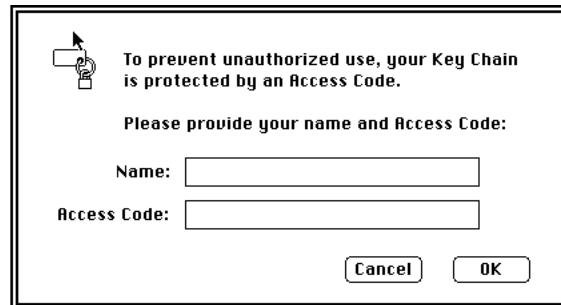 To prevent unauthorized use, your Key Chain
is protected by an Access Code.
Please provide your name and Access Code:
Name:
Access Code:
Cancel OK